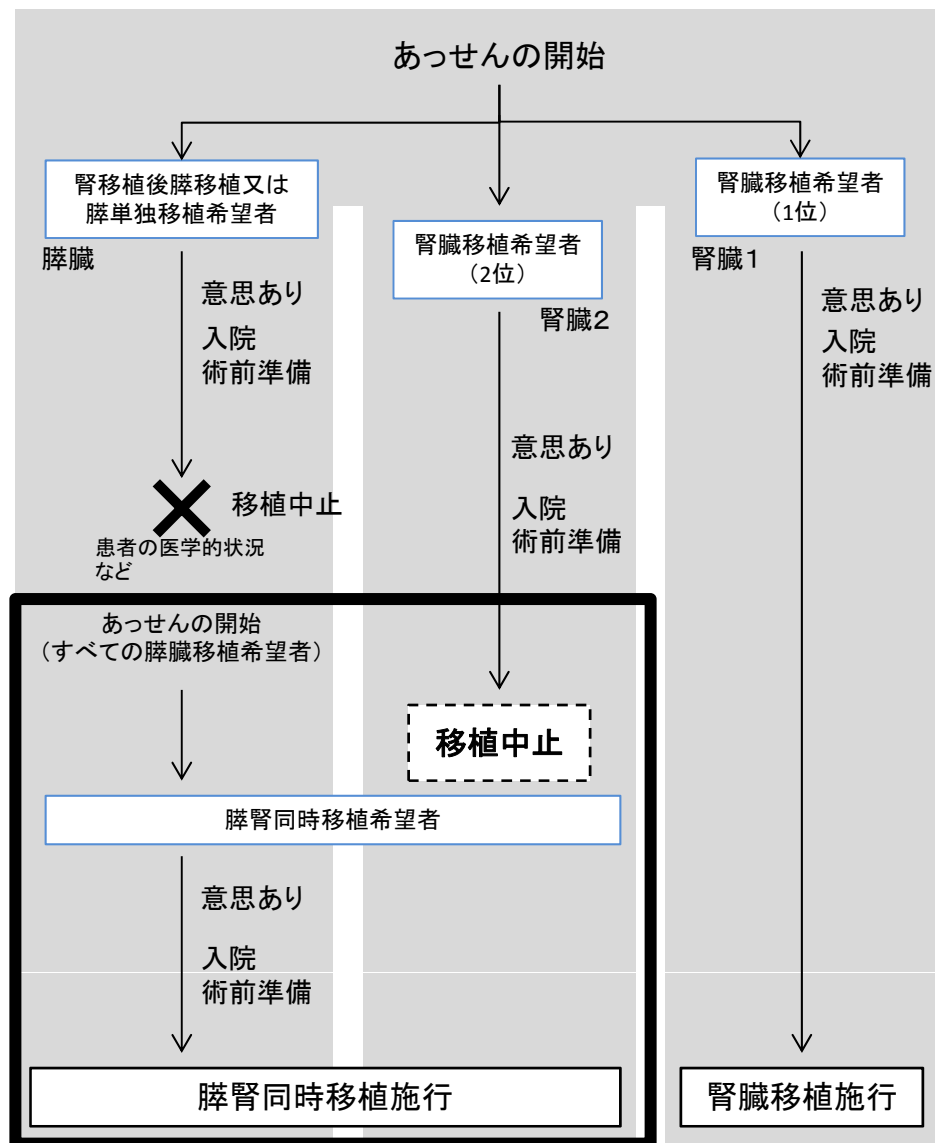 あっせんの開始
腎移植後膵移植又は
膵単独移植希望者
膵臓
意思あり
入院
術前準備
移植中止
患者の医学的状況
など
腎臓移植希望者
（2位）
腎臓２
意思あり
入院
術前準備
移植中止
腎臓移植希望者
（1位）
腎臓１
意思あり
入院
術前準備
あっせんの開始
（すべての膵臓移植希望者）
膵腎同時移植希望者
意思あり
入院
術前準備
膵腎同時移植施行
腎臓移植施行